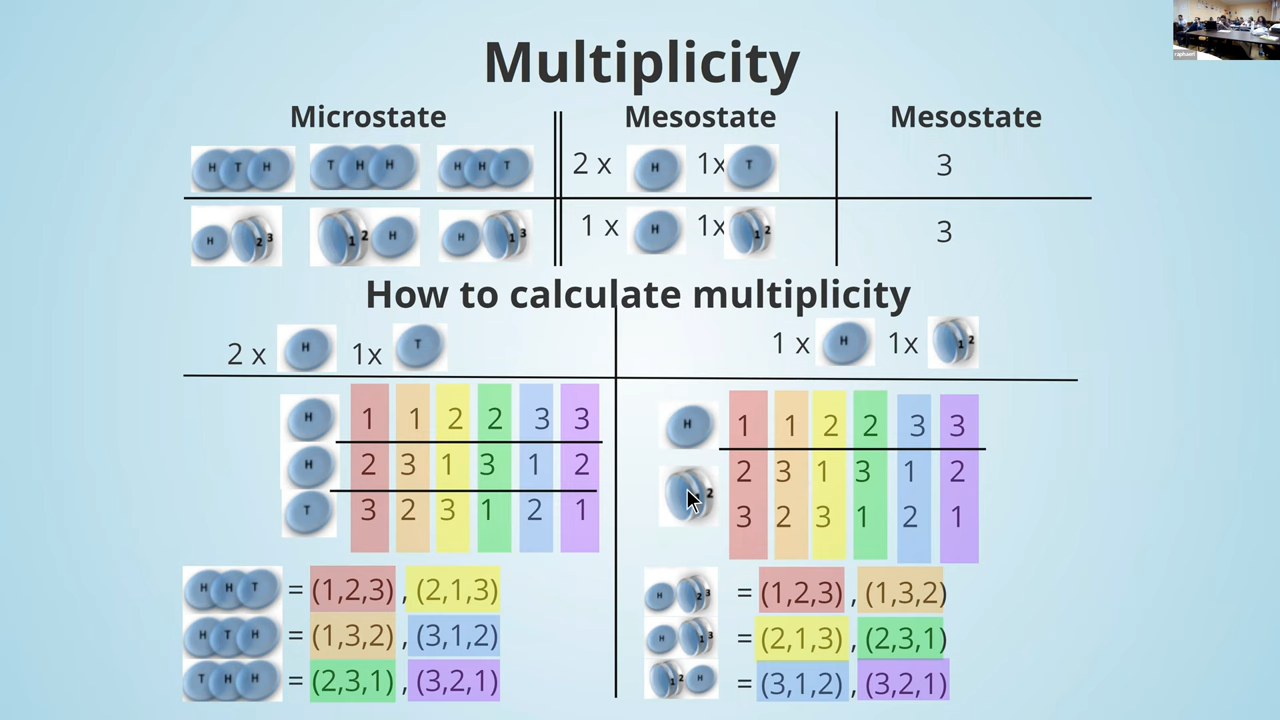 Multiplicity
Microstate Mesostate Mesostate
H T H T H H H H T 2 x H 1x T 3
H 2 3 1 2 H H 1 3 1 x H 1x 1 2 3
How to calculate multiplicity
2 x H 1x T 1 x H 1x 1 2
H 1 1 2 2 3 3
H 2 3 1 3 1 2
T 3 2 3 1 2 1
H 1 1 2 2 3 3
2 2 3 1 3 1 2
3 2 3 1 2 1
H H T = (1,2,3) , (2,1,3)
H T H = (1,3,2) , (3,1,2)
T H H = (2,3,1) , (3,2,1)
H 2 3 = (1,2,3) , (1,3,2)
H 1 3 = (2,1,3) , (2,3,1)
1 2 H = (3,1,2) , (3,2,1)